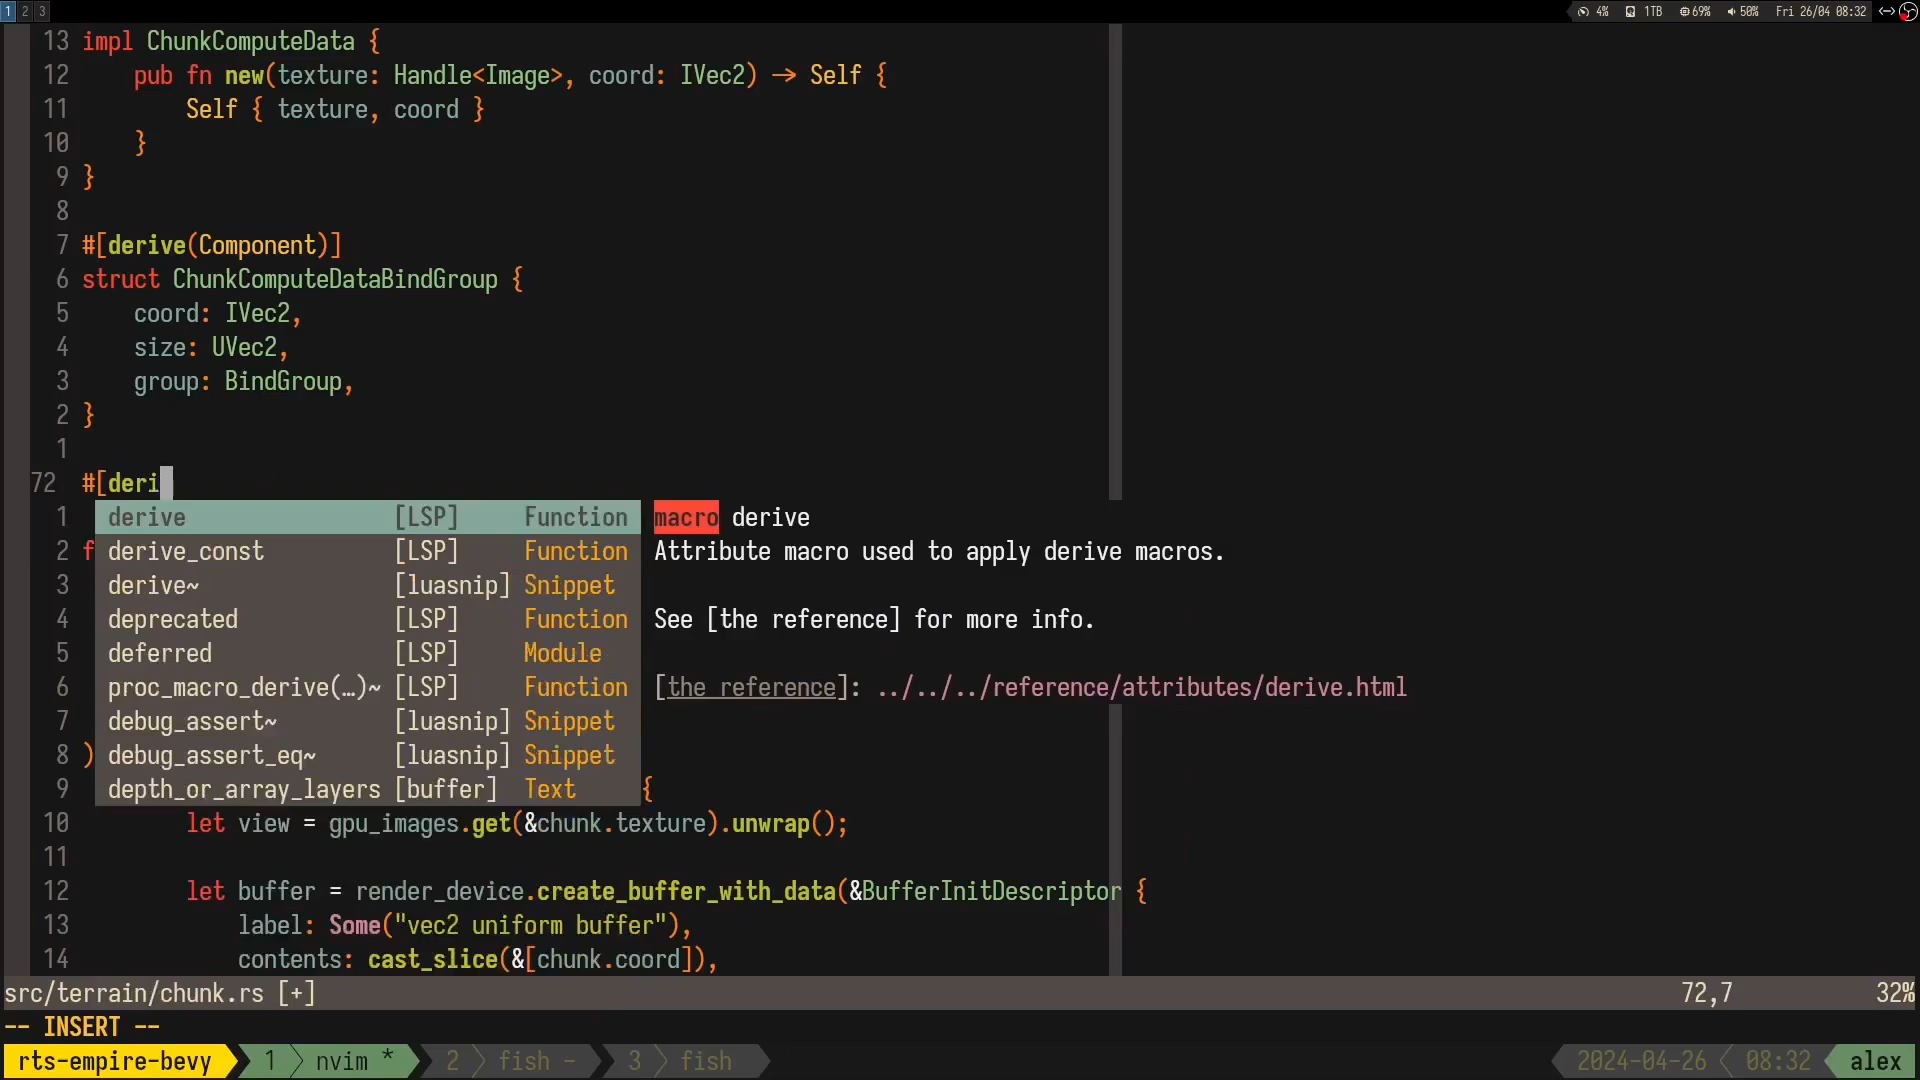 1 2 3 4% 1TB 69% 50% Fri 26/04 08:32
13 impl ChunkComputeData {
12 pub fn new(texture: Handle<Image>, coord: IVec2) -> Self {
11 Self { texture, coord }
10 }
9 }
8
7 #[derive(Component)]
6 struct ChunkComputeDataBindGroup {
5 coord: IVec2,
4 size: UVec2,
3 group: BindGroup,
2 }
1
72 #[deri
1 derive [LSP] Function macro derive
2 f derive_const [LSP] Function Attribute macro used to apply derive macros.
3 derive~ [luasnip] Snippet
4 deprecated [LSP] Function See [the reference] for more info.
5 deferred [LSP] Module
6 proc_macro_derive(…)~ [LSP] Function [the reference]: ../../../reference/attributes/derive.html
7 debug_assert~ [luasnip] Snippet
8 ) debug_assert_eq~ [luasnip] Snippet
9 depth_or_array_layers [buffer] Text {
10 let view = gpu_images.get(&chunk.texture).unwrap();
11
12 let buffer = render_device.create_buffer_with_data(&BufferInitDescriptor {
13 label: Some("vec2 uniform buffer"),
14 contents: cast_slice(&[chunk.coord]),
src/terrain/chunk.rs [+] 72,7 32%
-- INSERT --
rts-empire-bevy 1 nvim * 2 fish - 3 fish 2024-04-26 08:32 alex